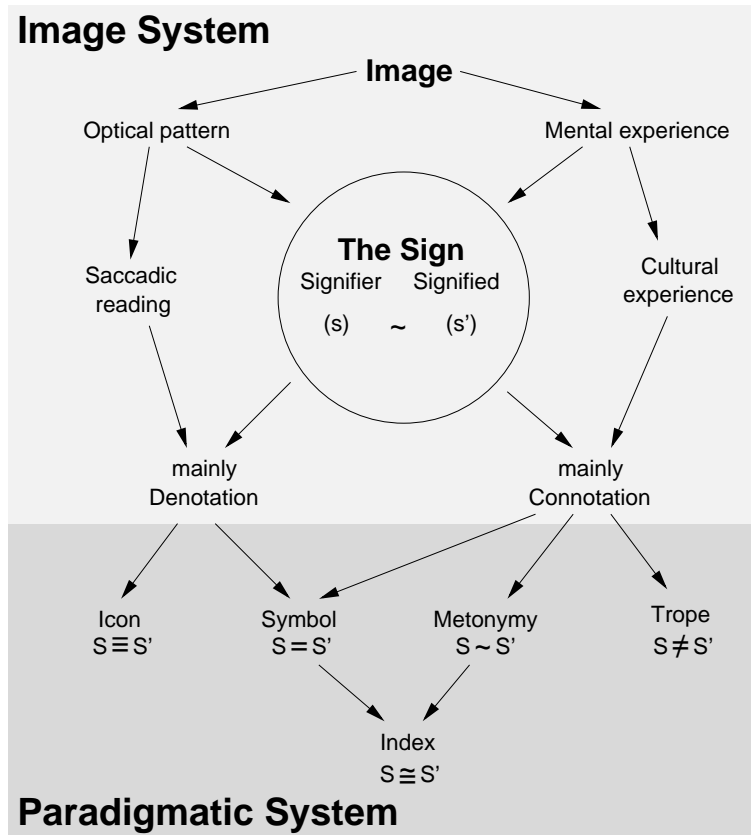 Image System
Image
Optical pattern
Mental experience
The Sign
Signifier Signified
(s) ~ (s’)
Saccadic
reading
Cultural
experience
mainly
Denotation
mainly
Connotation
Icon
S ≡ S’
Symbol
S = S’
Metonymy
S ~ S’
Trope
S ≠ S’
Index
S ≅ S’
Paradigmatic System